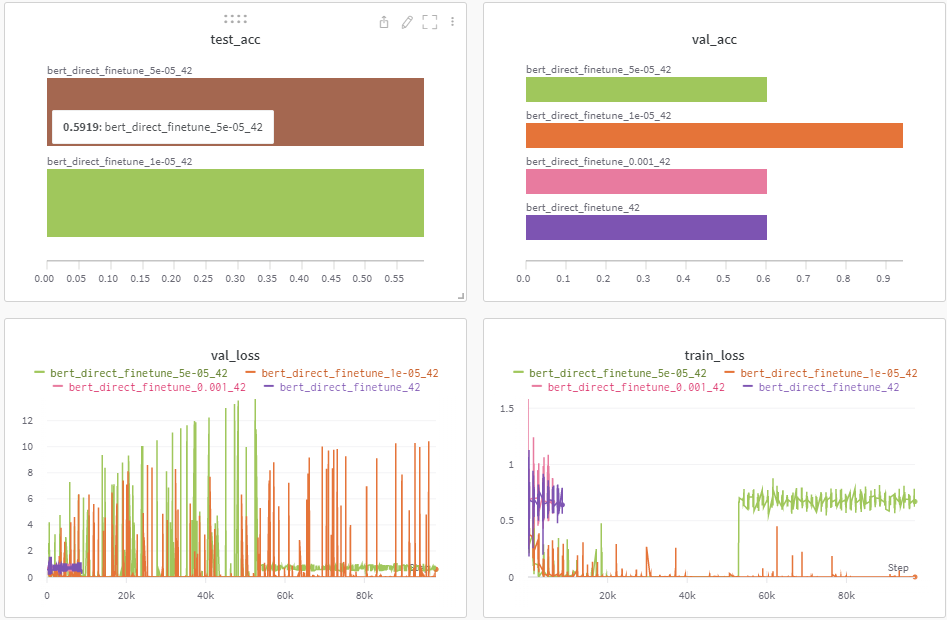 test_acc
bert_direct_finetune_5e-05_42
0.5919: bert_direct_finetune_5e-05_42
bert_direct_finetune_1e-05_42
0.00 0.05 0.10 0.15 0.20 0.25 0.30 0.35 0.40 0.45 0.50 0.55
val_acc
bert_direct_finetune_5e-05_42
bert_direct_finetune_1e-05_42
bert_direct_finetune_0.001_42
bert_direct_finetune_42
0.0 0.1 0.2 0.3 0.4 0.5 0.6 0.7 0.8 0.9
val_loss
bert_direct_finetune_5e-05_42 bert_direct_finetune_1e-05_42
bert_direct_finetune_0.001_42 bert_direct_finetune_42
12
10
8
6
4
2
0
Step
0 20k 40k 60k 80k
train_loss
bert_direct_finetune_5e-05_42 bert_direct_finetune_1e-05_42
bert_direct_finetune_0.001_42 bert_direct_finetune_42
1.5
1
0.5
0
Step
20k 40k 60k 80k